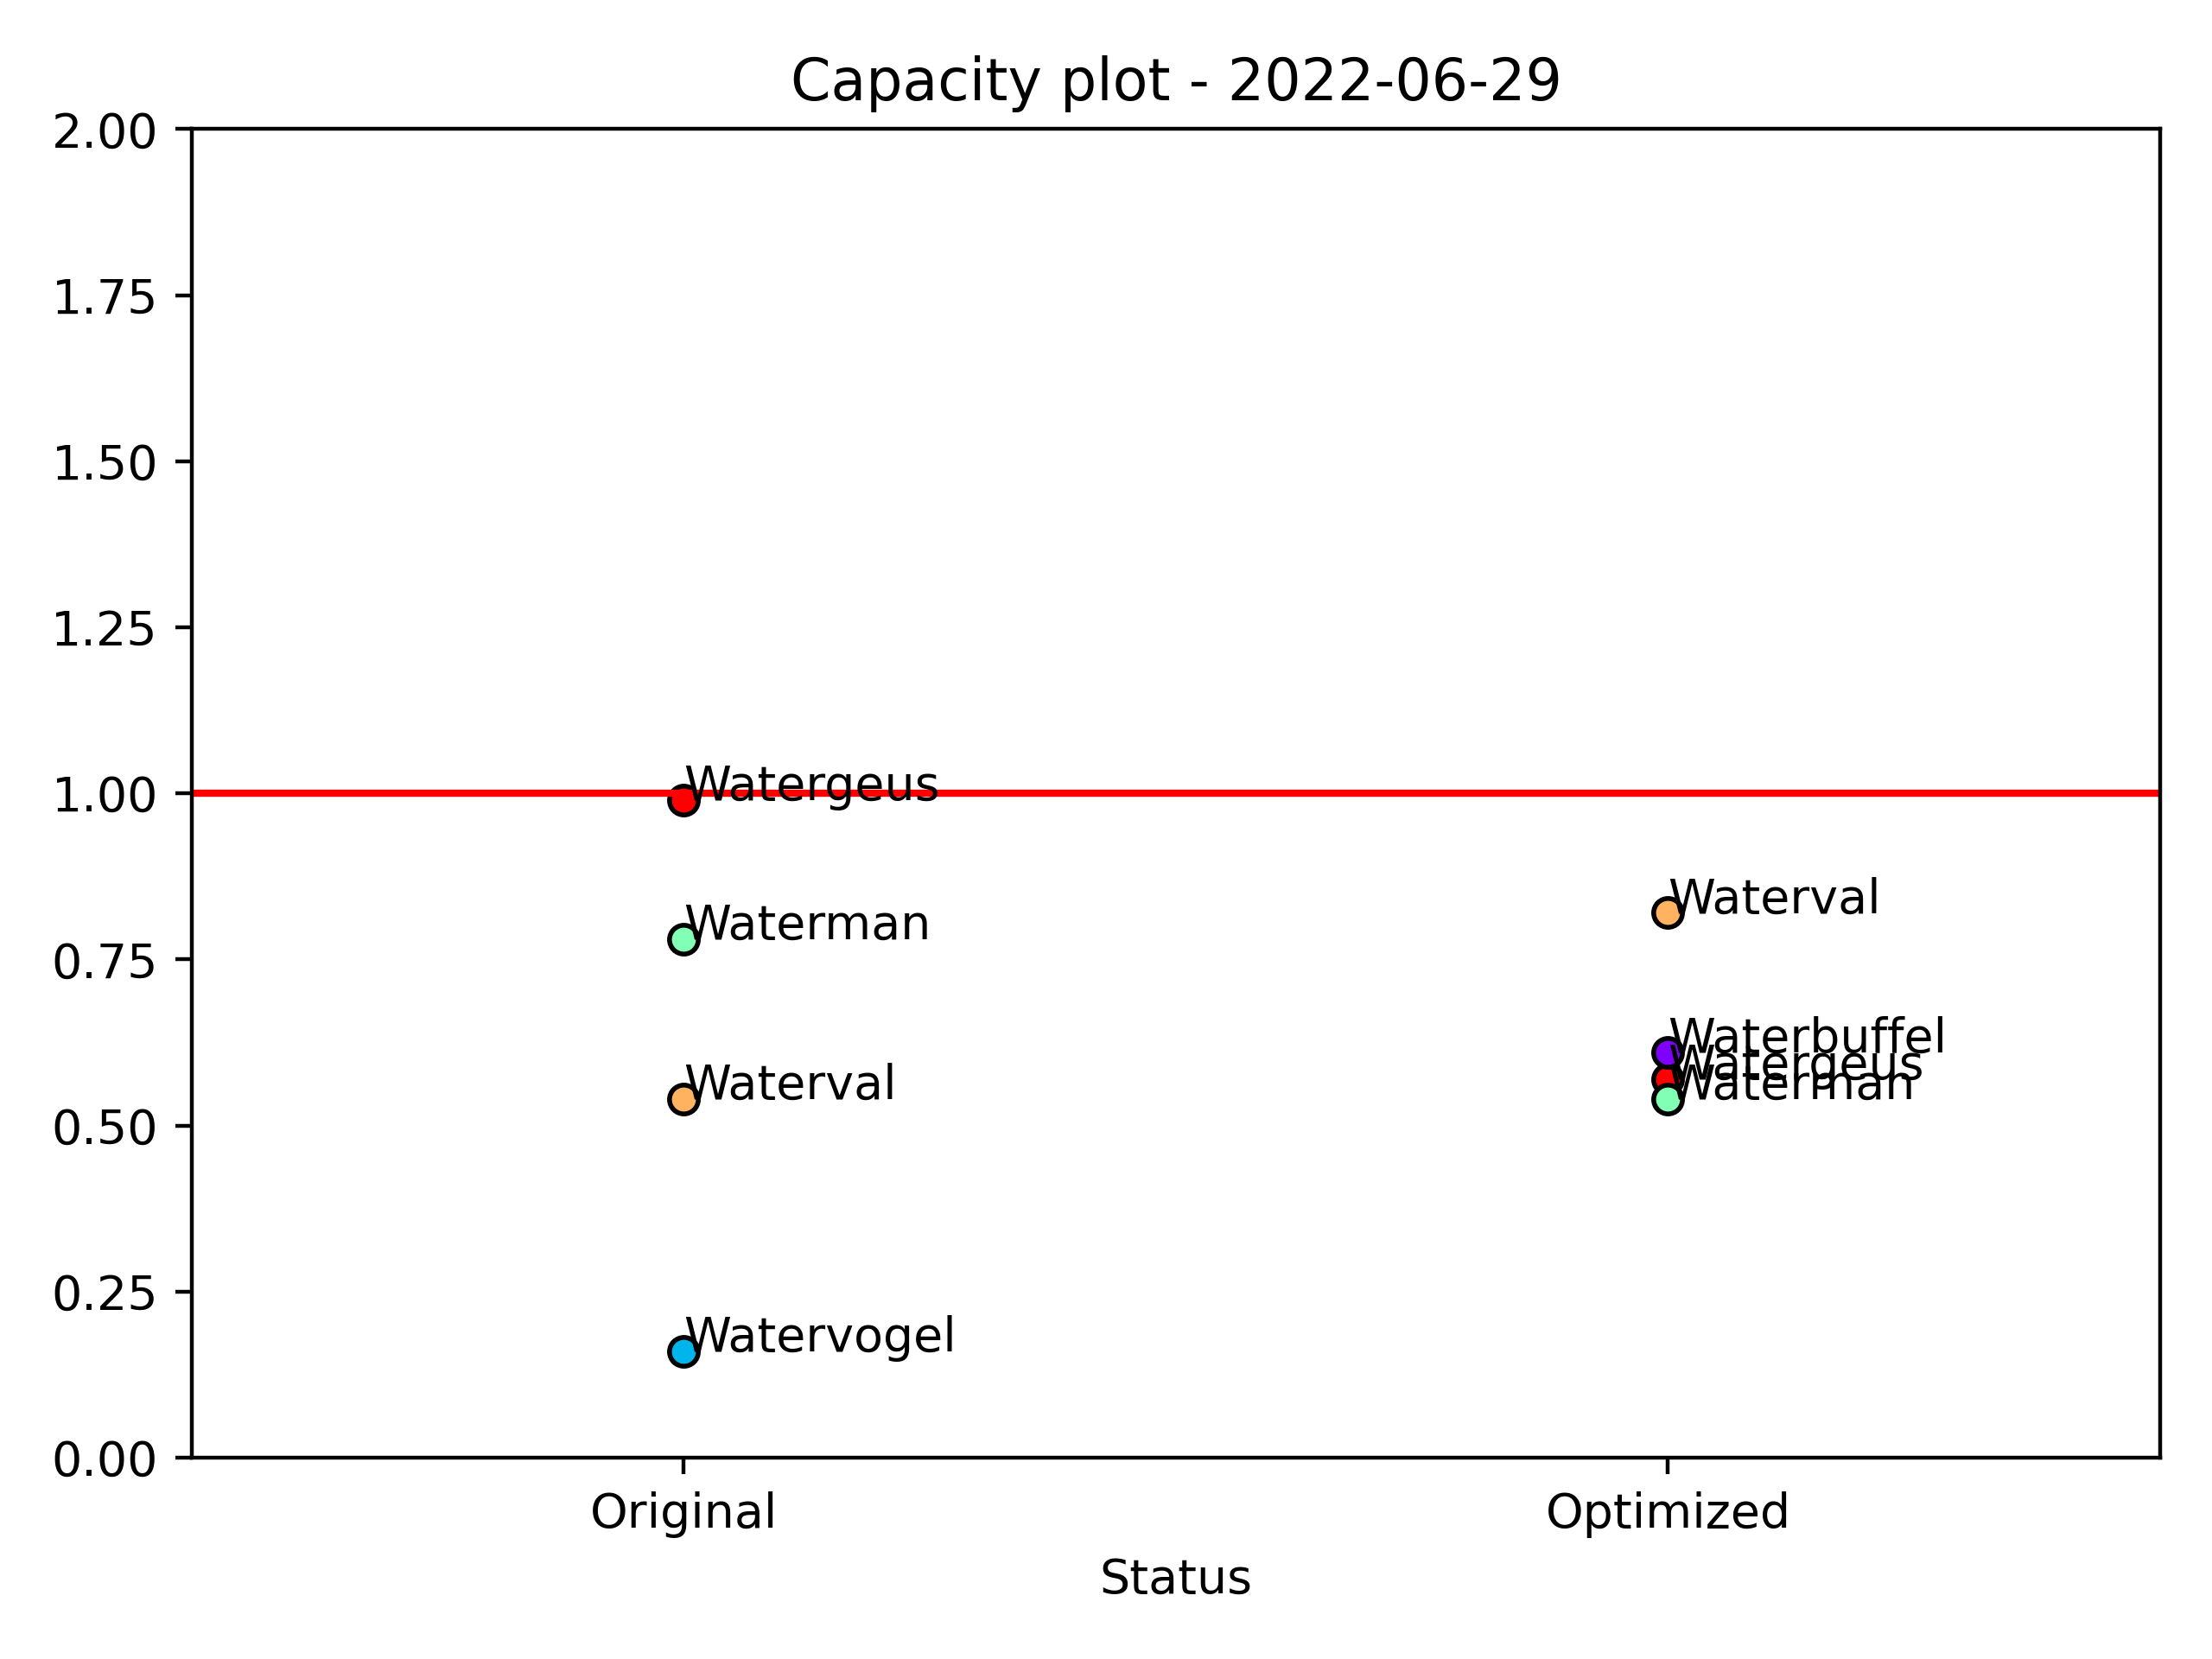 Capacity plot - 2022-06-29
2.00
1.75
1.50
1.25
1.00
0.75
0.50
0.25
0.00
Watergeus
Waterman
Waterval
Watervogel
Waterval
Waterbuffel
Watergeus
Waterman
Original
Optimized
Status